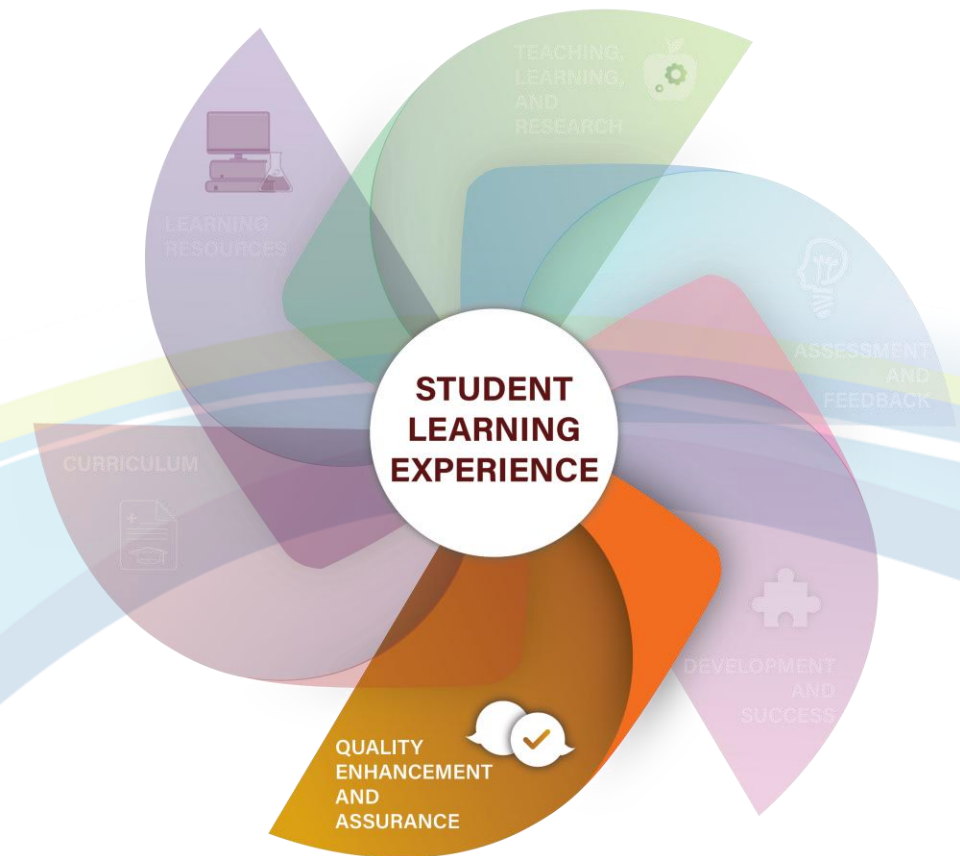 TEACHING,
LEARNING,
AND
RESEARCH
LEARNING
RESOURCES
ASSESSMENT
AND
FEEDBACK
STUDENT
LEARNING
EXPERIENCE
CURRICULUM
DEVELOPMENT
AND
SUCCESS
QUALITY
ENHANCEMENT
AND
ASSURANCE